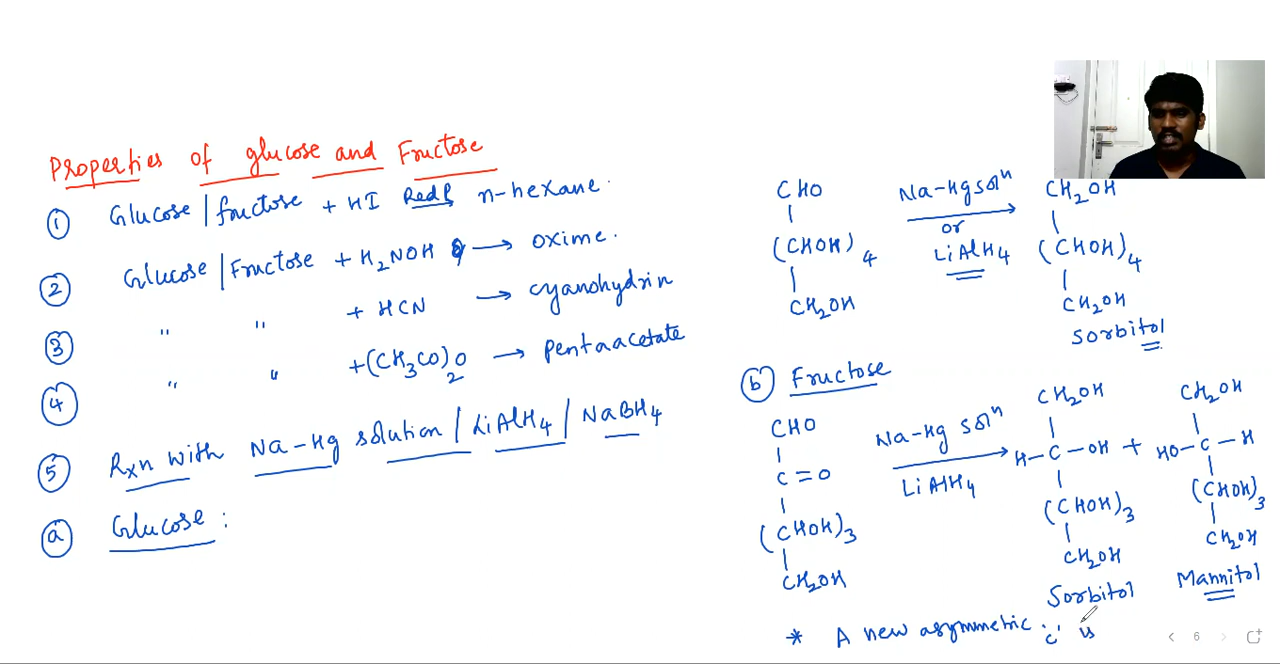 Properties of glucose and Fructose
① Glucose | fructose + HI Red P n-hexane.
② Glucose | Fructose + H2NOH → oxime.
③ " " + HCN → cyanohydrin
④ " " + (CH3CO)2O → pentaacetate
⑤ Rxn with Na-Hg solution | LiAlH4 | NaBH4
ⓐ Glucose :
CHO Na-Hg solⁿ CH2OH
or
(CHOH)4 LiAlH4 (CHOH)4
CH2OH CH2OH
Sorbitol
ⓑ Fructose
CHO Na-Hg solⁿ CH2OH CH2OH
C=O LiAlH4 H-C-OH + HO-C-H
(CHOH)3 (CHOH)3 (CHOH)3
CH2OH CH2OH CH2OH
Sorbitol Mannitol
* A new asymmetric 'c' is
6